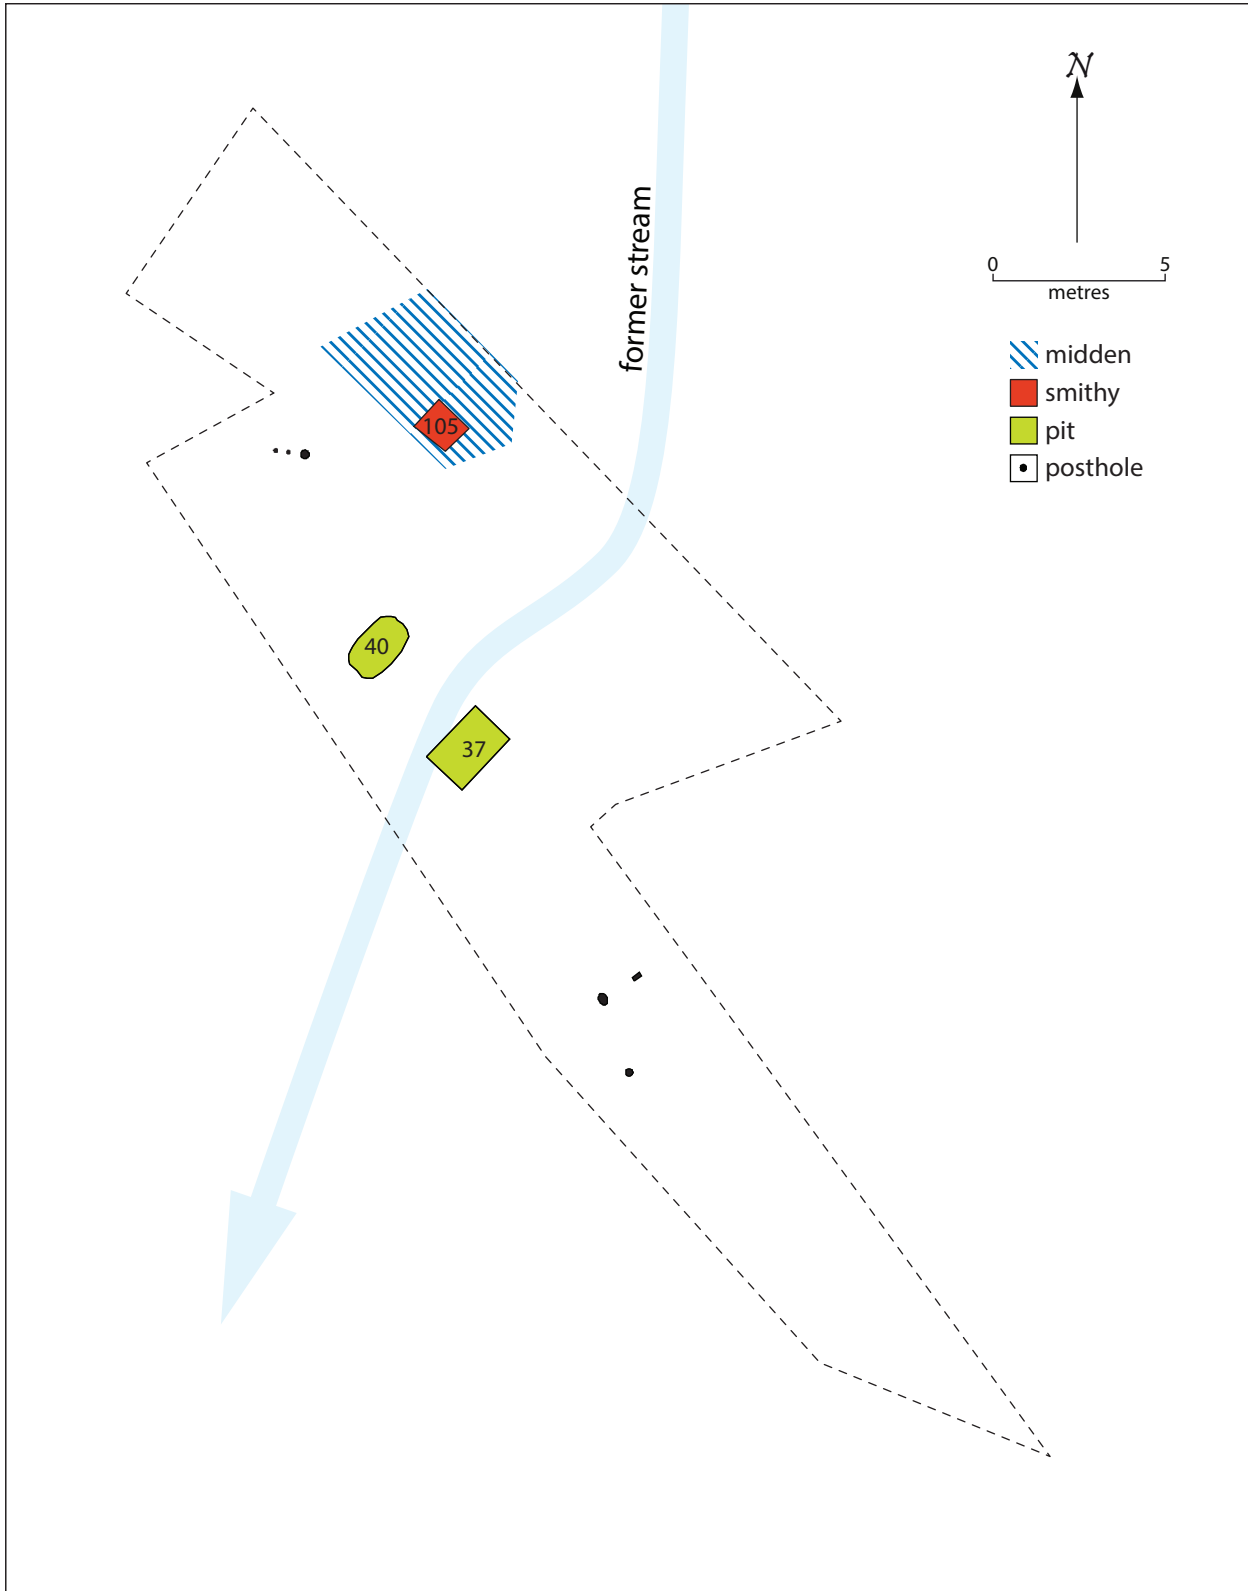 N
0 5
metres
midden
smithy
pit
posthole
former stream
105
40
37